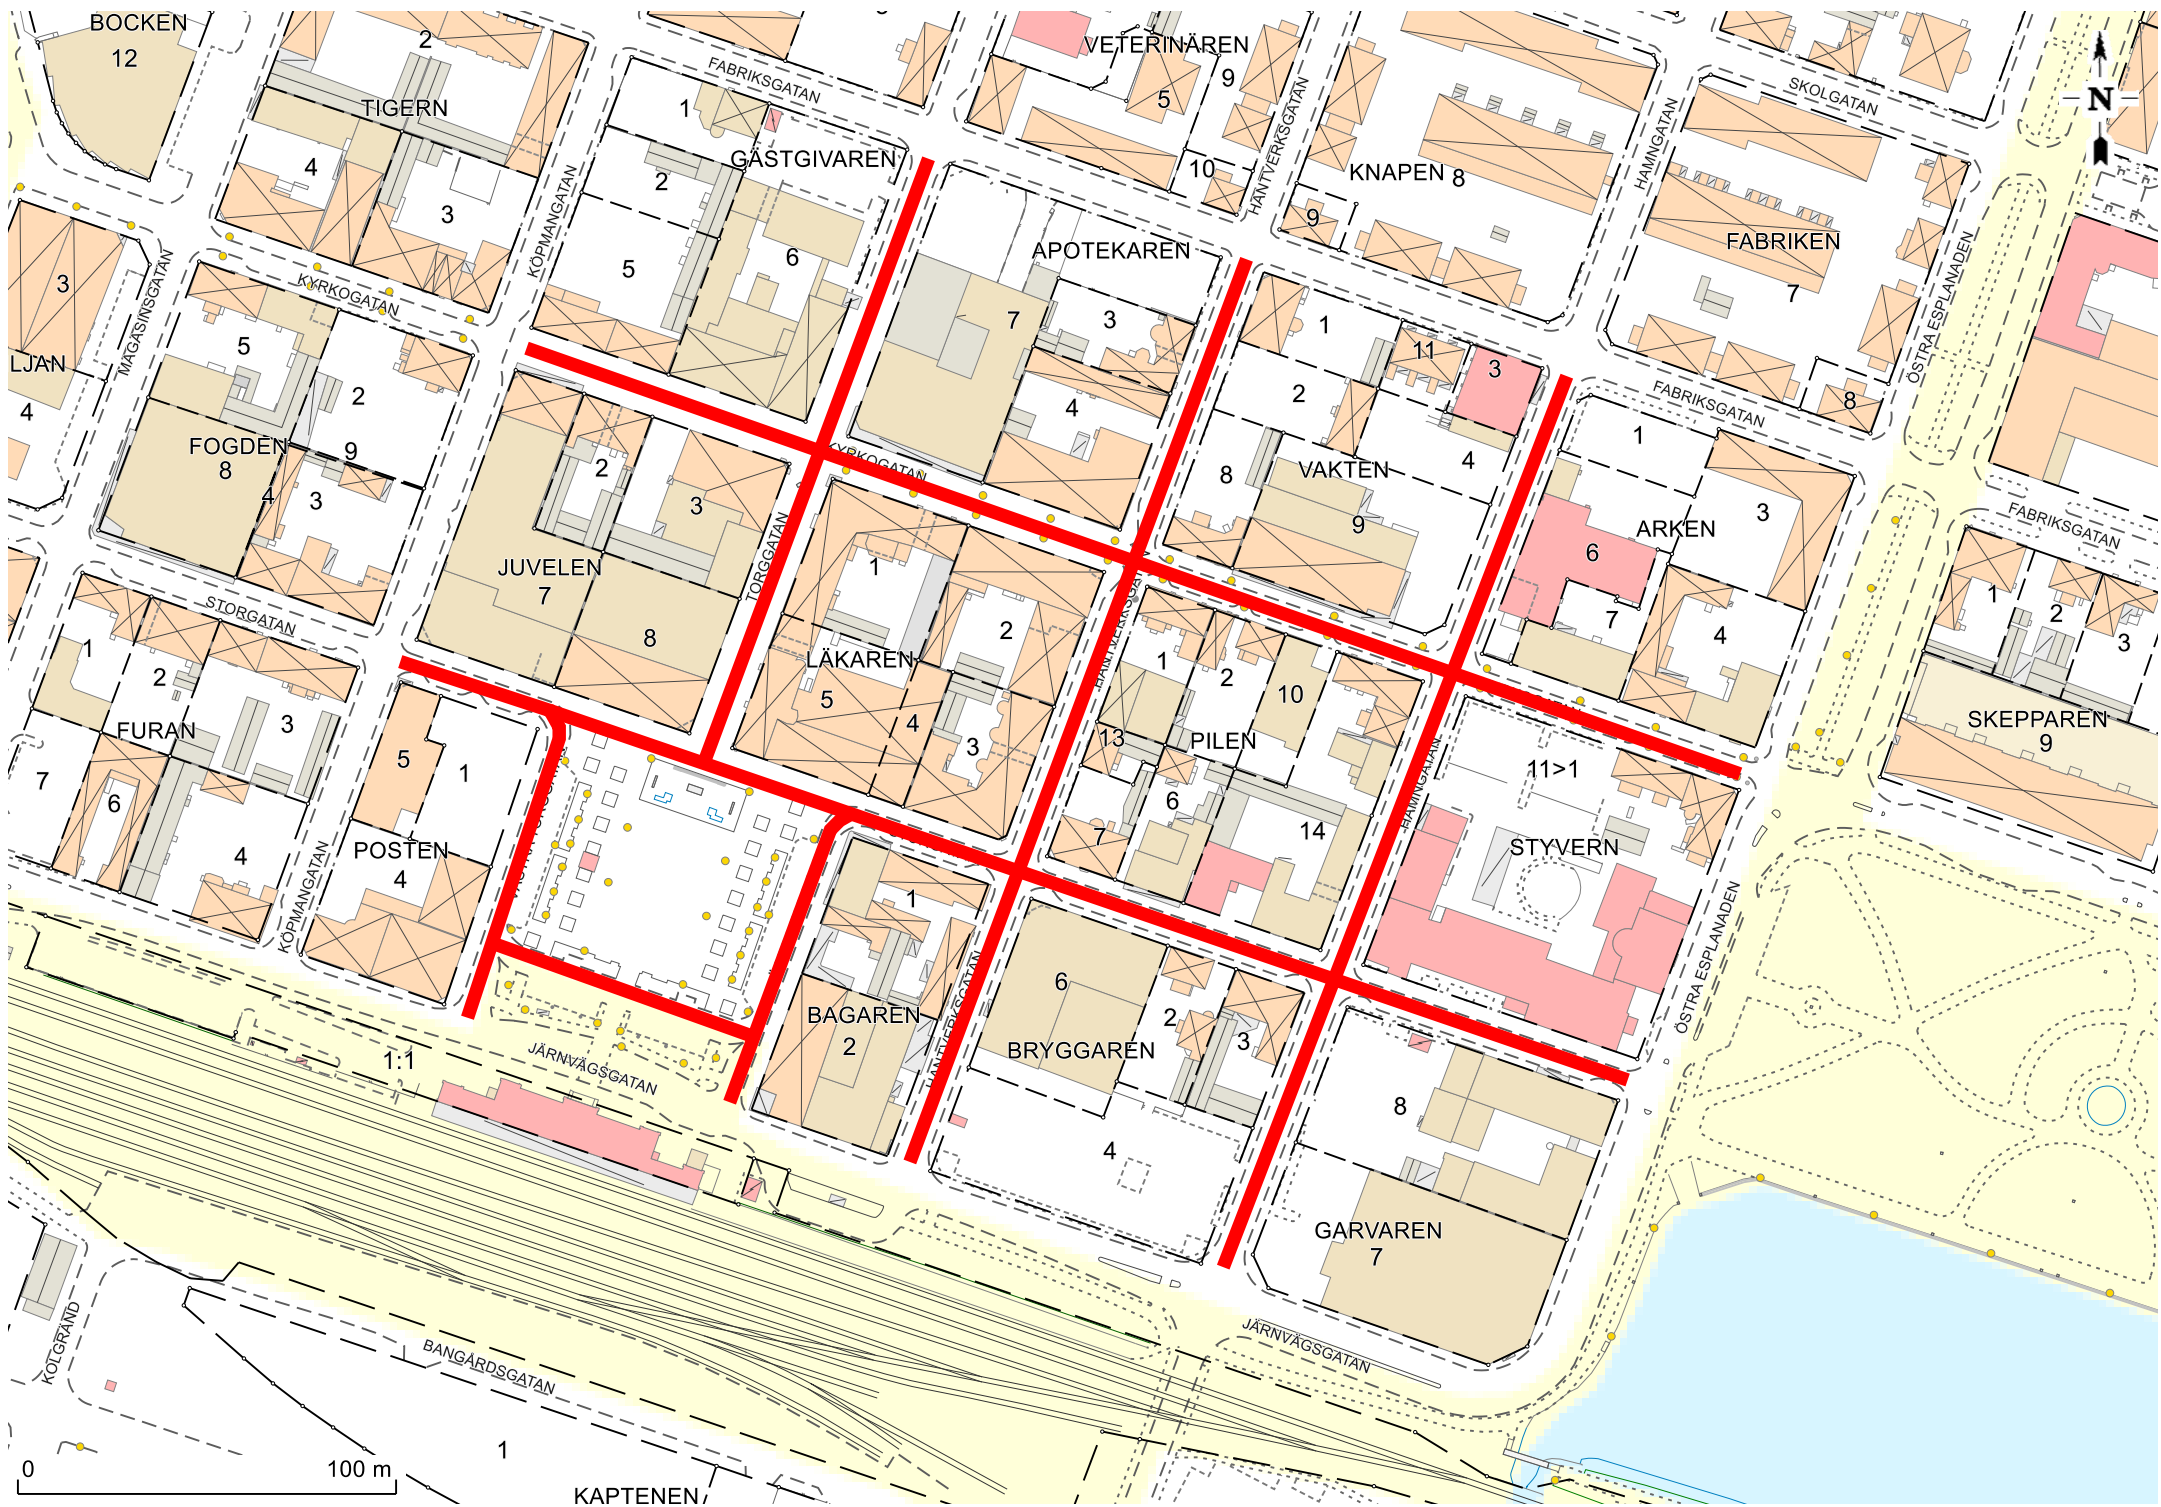 BOCKEN
12
2
VETERINÄREN
9
5
10
FABRIKSGATAN
SKOLGATAN
N
TIGERN
4
3
1
2
5
GÄSTGIVAREN
6
HANTVERKSGATAN
KNAPEN 8
9
HAMNGATAN
FABRIKEN
7
8
KÖPMANGATAN
KYRKOGATAN
MAGASINSGATAN
3
LJAN
4
APOTEKAREN
7
3
4
1
2
11
3
VAKTEN
4
8
9
FABRIKSGATAN
ÖSTRA ESPLANADEN
5
2
FOGDEN
8
9
4
3
KYRKOGATAN
2
3
JUVELEN
7
8
TORGGATAN
1
2
LÄKAREN
5
4
3
1
ARKEN
3
6
7
4
FABRIKSGATAN
1
2
3
SKEPPAREN
9
STORGATAN
1
2
3
FURAN
7
6
4
5
1
POSTEN
4
KÖPMANGATAN
1
2
10
13
PILEN
6
7
14
HAMNGATAN
11>1
STYVERN
ÖSTRA ESPLANADEN
1
BAGAREN
2
HANTVERKSGATAN
6
2
3
BRYGGAREN
4
8
GARVAREN
7
1:1
JÄRNVÄGSGATAN
JÄRNVÄGSGATAN
KOLGRÄND
BANGÅRDSGATAN
1
KAPTENEN
0 100 m